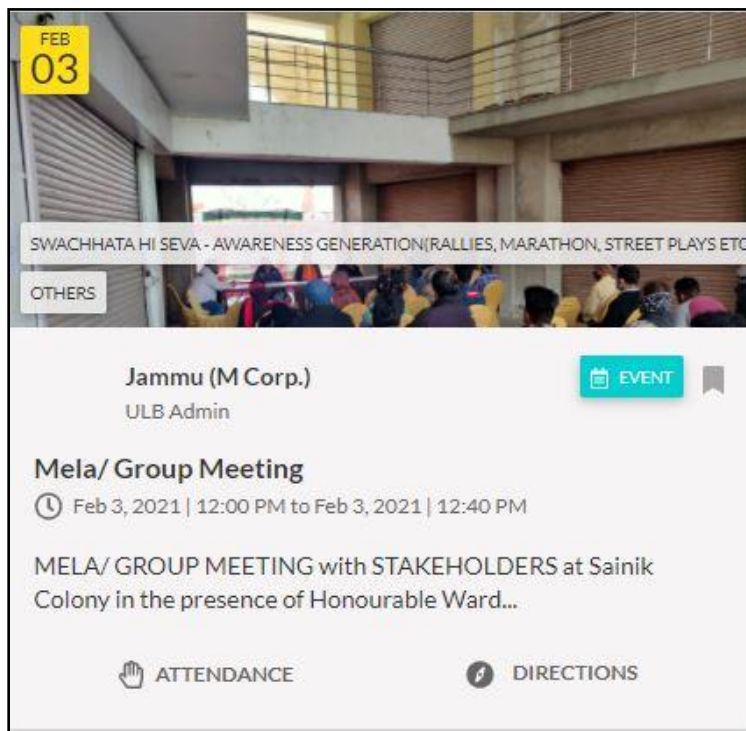 FEB
03
SWACHHATA HI SEVA - AWARENESS GENERATION(RALLIES, MARATHON, STREET PLAYS ETC
OTHERS
Jammu (M Corp.)
EVENT
ULB Admin
Mela/ Group Meeting
Feb 3, 2021 | 12:00 PM to Feb 3, 2021 | 12:40 PM
MELA/ GROUP MEETING with STAKEHOLDERS at Sainik
Colony in the presence of Honourable Ward...
ATTENDANCE
DIRECTIONS